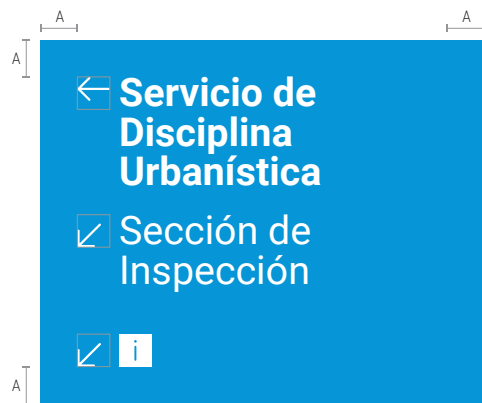 A A
A
← Servicio de
Disciplina
Urbanística
↙ Sección de
Inspección
↙ i
A